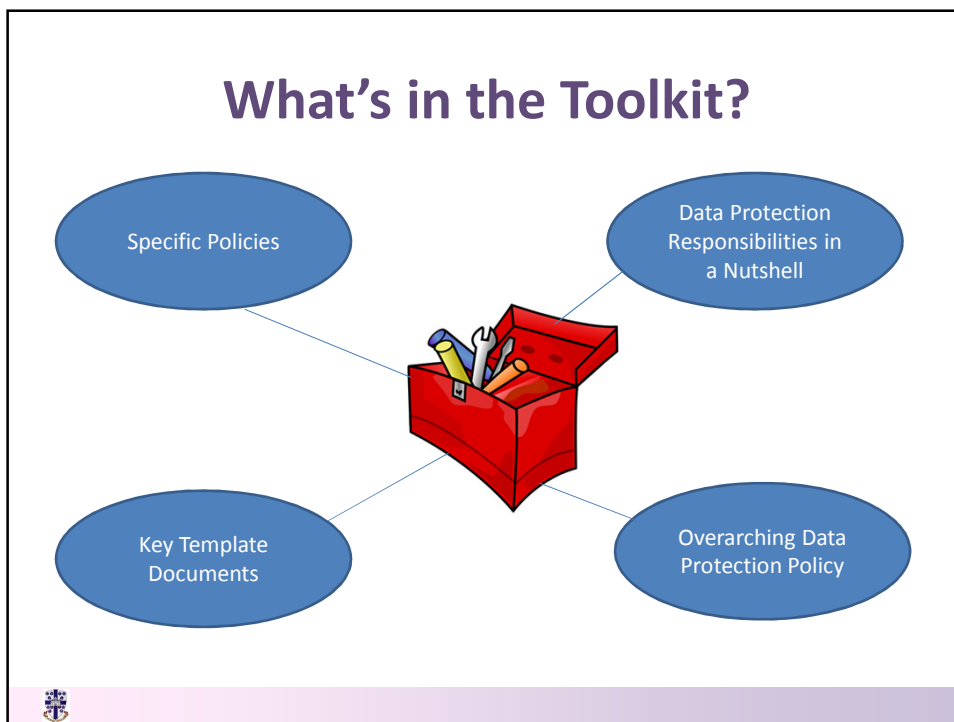 What’s in the Toolkit?
Specific Policies
Data Protection
Responsibilities in
a Nutshell
Key Template
Documents
Overarching Data
Protection Policy